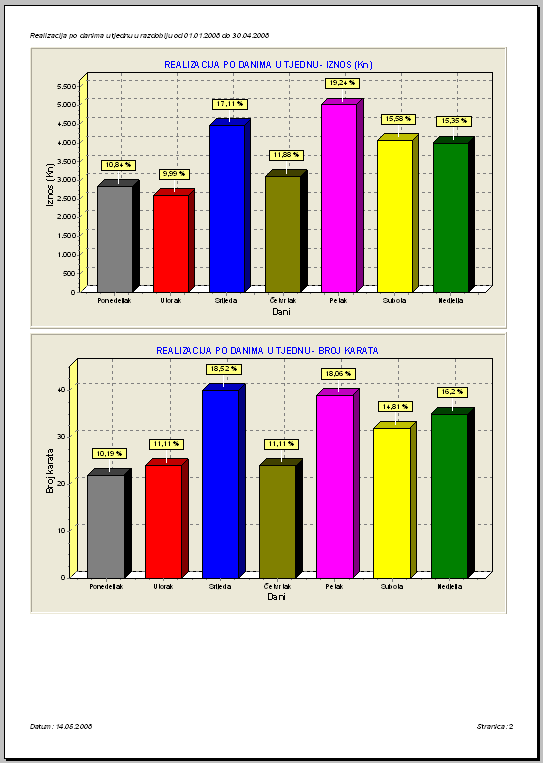 Realizacija po danima u tjednu u razdoblju od 01.01.2006 do 30.04.2006
REALIZACIJA PO DANIMA U TJEDNU - IZNOS (Kn)
Iznos (Kn)
5.500
5.000
4.500
4.000
3.500
3.000
2.500
2.000
1.500
1.000
500
0
10,84 %
9,99 %
17,11 %
11,88 %
19,24 %
15,58 %
15,35 %
Ponedeljak
Utorak
Srijeda
Četvrtak
Petak
Subota
Nedjelja
Dani
REALIZACIJA PO DANIMA U TJEDNU - BROJ KARATA
Broj karata
40
30
20
10
0
10,19 %
11,11 %
18,52 %
11,11 %
18,06 %
14,81 %
16,2 %
Ponedeljak
Utorak
Srijeda
Četvrtak
Petak
Subota
Nedjelja
Dani
Datum : 14.06.2006
Stranica : 2